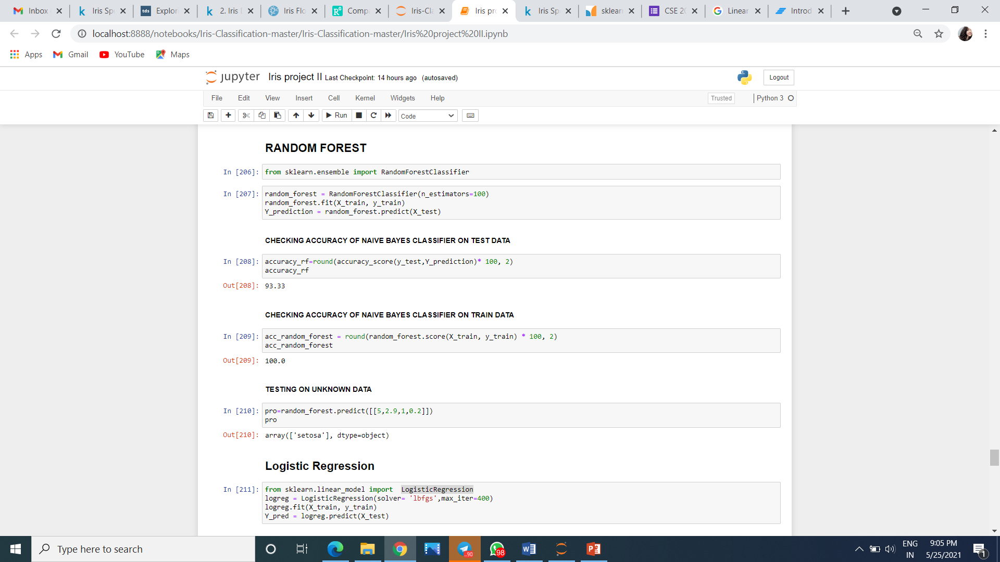 Inbox
Iris Sp
tds
Explor
2. Iris
Iris Flo
Comp
Iris-Cl
Iris pro
Iris Sp
sklearn
CSE 20
Linear
Introd
localhost:8888/notebooks/Iris-Classification-master/Iris-Classification-master/Iris%20project%20II.ipynb
Apps Gmail YouTube Maps
jupyter Iris project II Last Checkpoint: 14 hours ago (autosaved) Logout
File Edit View Insert Cell Kernel Widgets Help Trusted Python 3
Run Code
RANDOM FOREST
In [206]: from sklearn.ensemble import RandomForestClassifier
In [207]: random_forest = RandomForestClassifier(n_estimators=100)
random_forest.fit(X_train, y_train)
Y_prediction = random_forest.predict(X_test)
CHECKING ACCURACY OF NAIVE BAYES CLASSIFIER ON TEST DATA
In [208]: accuracy_rf=round(accuracy_score(y_test,Y_prediction)* 100, 2)
accuracy_rf
Out[208]: 93.33
CHECKING ACCURACY OF NAIVE BAYES CLASSIFIER ON TRAIN DATA
In [209]: acc_random_forest = round(random_forest.score(X_train, y_train) * 100, 2)
acc_random_forest
Out[209]: 100.0
TESTING ON UNKNOWN DATA
In [210]: pro=random_forest.predict([[5,2.9,1,0.2]])
pro
Out[210]: array(['setosa'], dtype=object)
Logistic Regression
In [211]: from sklearn.linear_model import  LogisticRegression
logreg = LogisticRegression(solver= 'lbfgs',max_iter=400)
logreg.fit(X_train, y_train)
Y_pred = logreg.predict(X_test)
Type here to search
..90
98
ENG
IN
9:05 PM
5/25/2021
1